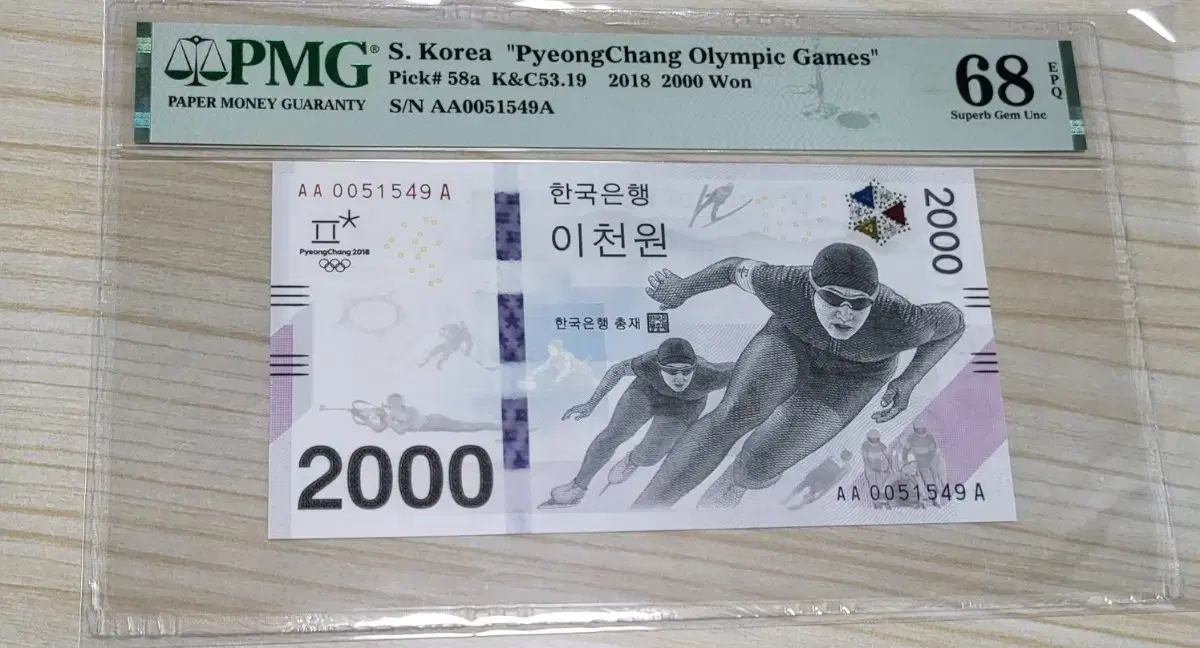 PMG®
PAPER MONEY GUARANTY
S. Korea "PyeongChang Olympic Games"
Pick# 58a K&C53.19 2018 2000 Won
S/N AA0051549A
68
EPQ
Superb Gem Unc
AA 0051549 A
PyeongChang 2018
한국은행
이천원
한국은행 총재
2000
2000
AA 0051549 A